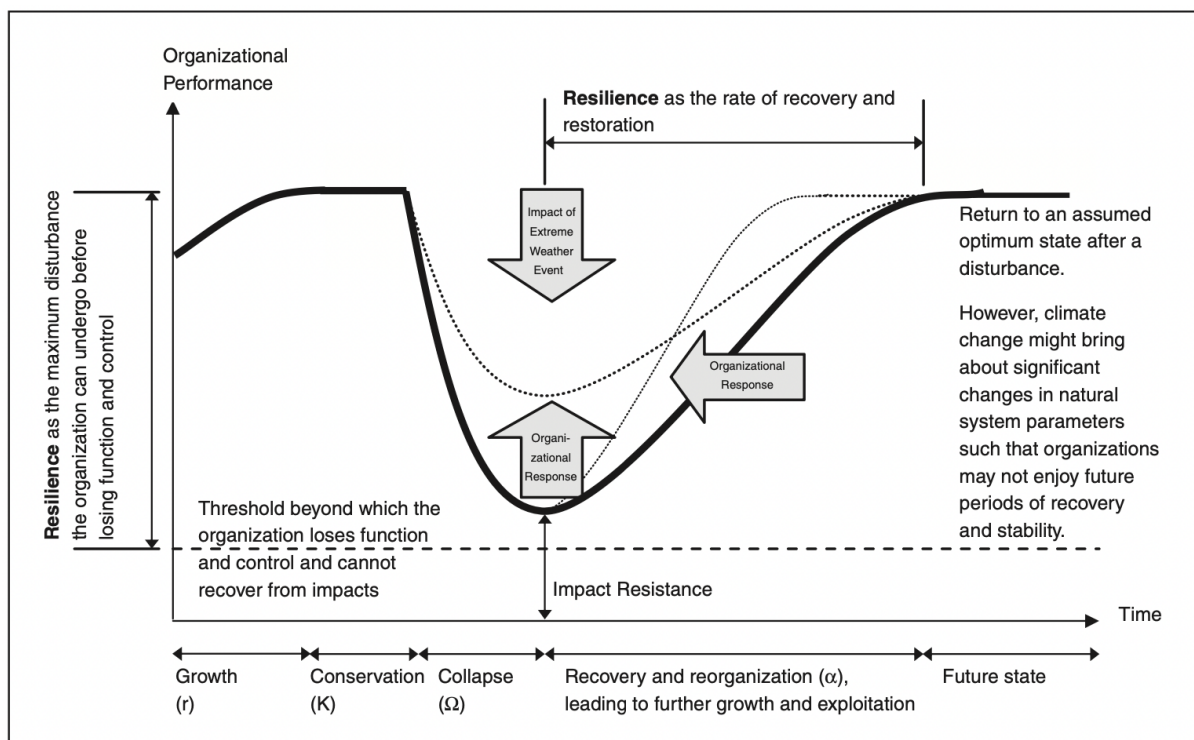 Organizational
Performance
Resilience as the rate of recovery and
restoration
Resilience as the maximum disturbance
the organization can undergo before
losing function and control
Impact of
Extreme
Weather
Event
Return to an assumed
optimum state after a
disturbance.
However, climate
change might bring
about significant
changes in natural
system parameters
such that organizations
may not enjoy future
periods of recovery
and stability.
Organizational
Response
Organi-
zational
Response
Threshold beyond which the
organization loses function
and control and cannot
recover from impacts
Impact Resistance
Time
Growth
(r)
Conservation
(K)
Collapse
(Ω)
Recovery and reorganization (α),
leading to further growth and exploitation
Future state